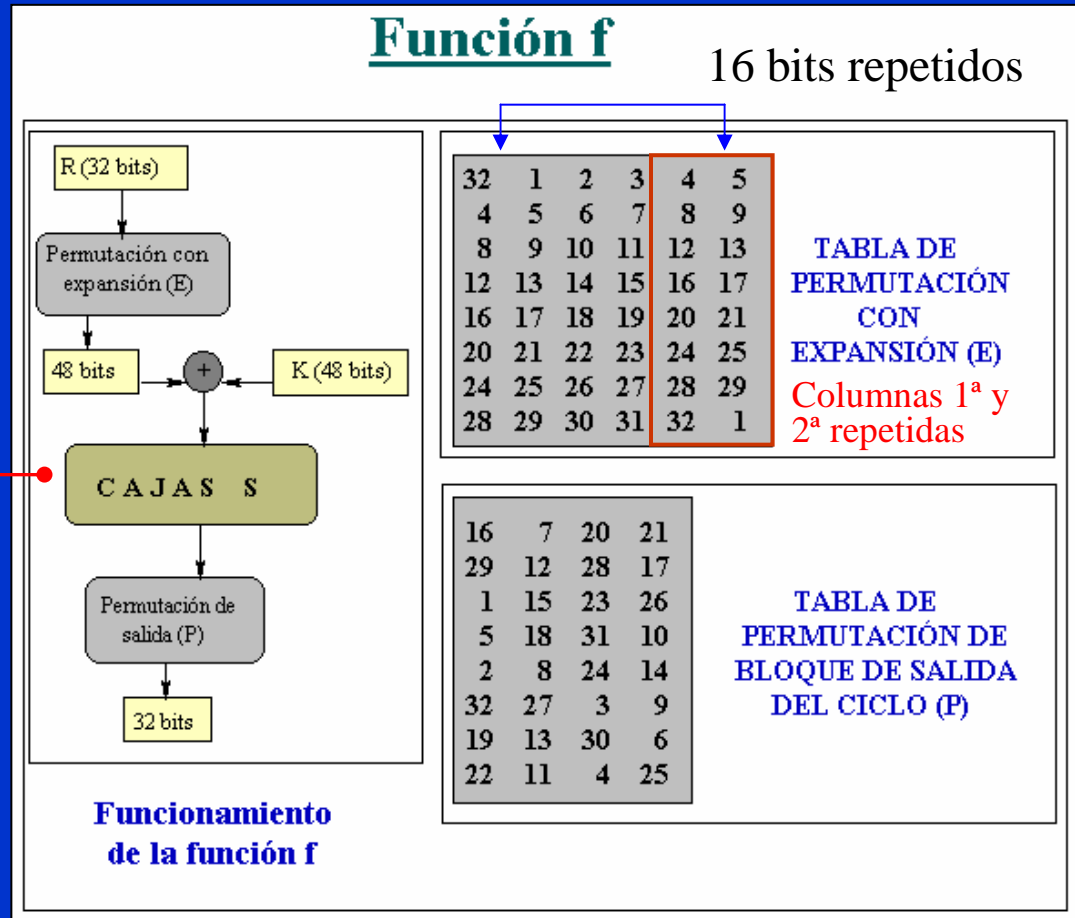 Función f
16 bits repetidos
R (32 bits)
Permutación con
expansión (E)
48 bits
+
K (48 bits)
C A J A S S
Permutación de
salida (P)
32 bits
Funcionamiento
de la función f
32 1 2 3 4 5
4 5 6 7 8 9
8 9 10 11 12 13
12 13 14 15 16 17
16 17 18 19 20 21
20 21 22 23 24 25
24 25 26 27 28 29
28 29 30 31 32 1
TABLA DE
PERMUTACIÓN
CON
EXPANSIÓN (E)
Columnas 1ª y
2ª repetidas
16 7 20 21
29 12 28 17
1 15 23 26
5 18 31 10
2 8 24 14
32 27 3 9
19 13 30 6
22 11 4 25
TABLA DE
PERMUTACIÓN DE
BLOQUE DE SALIDA
DEL CICLO (P)